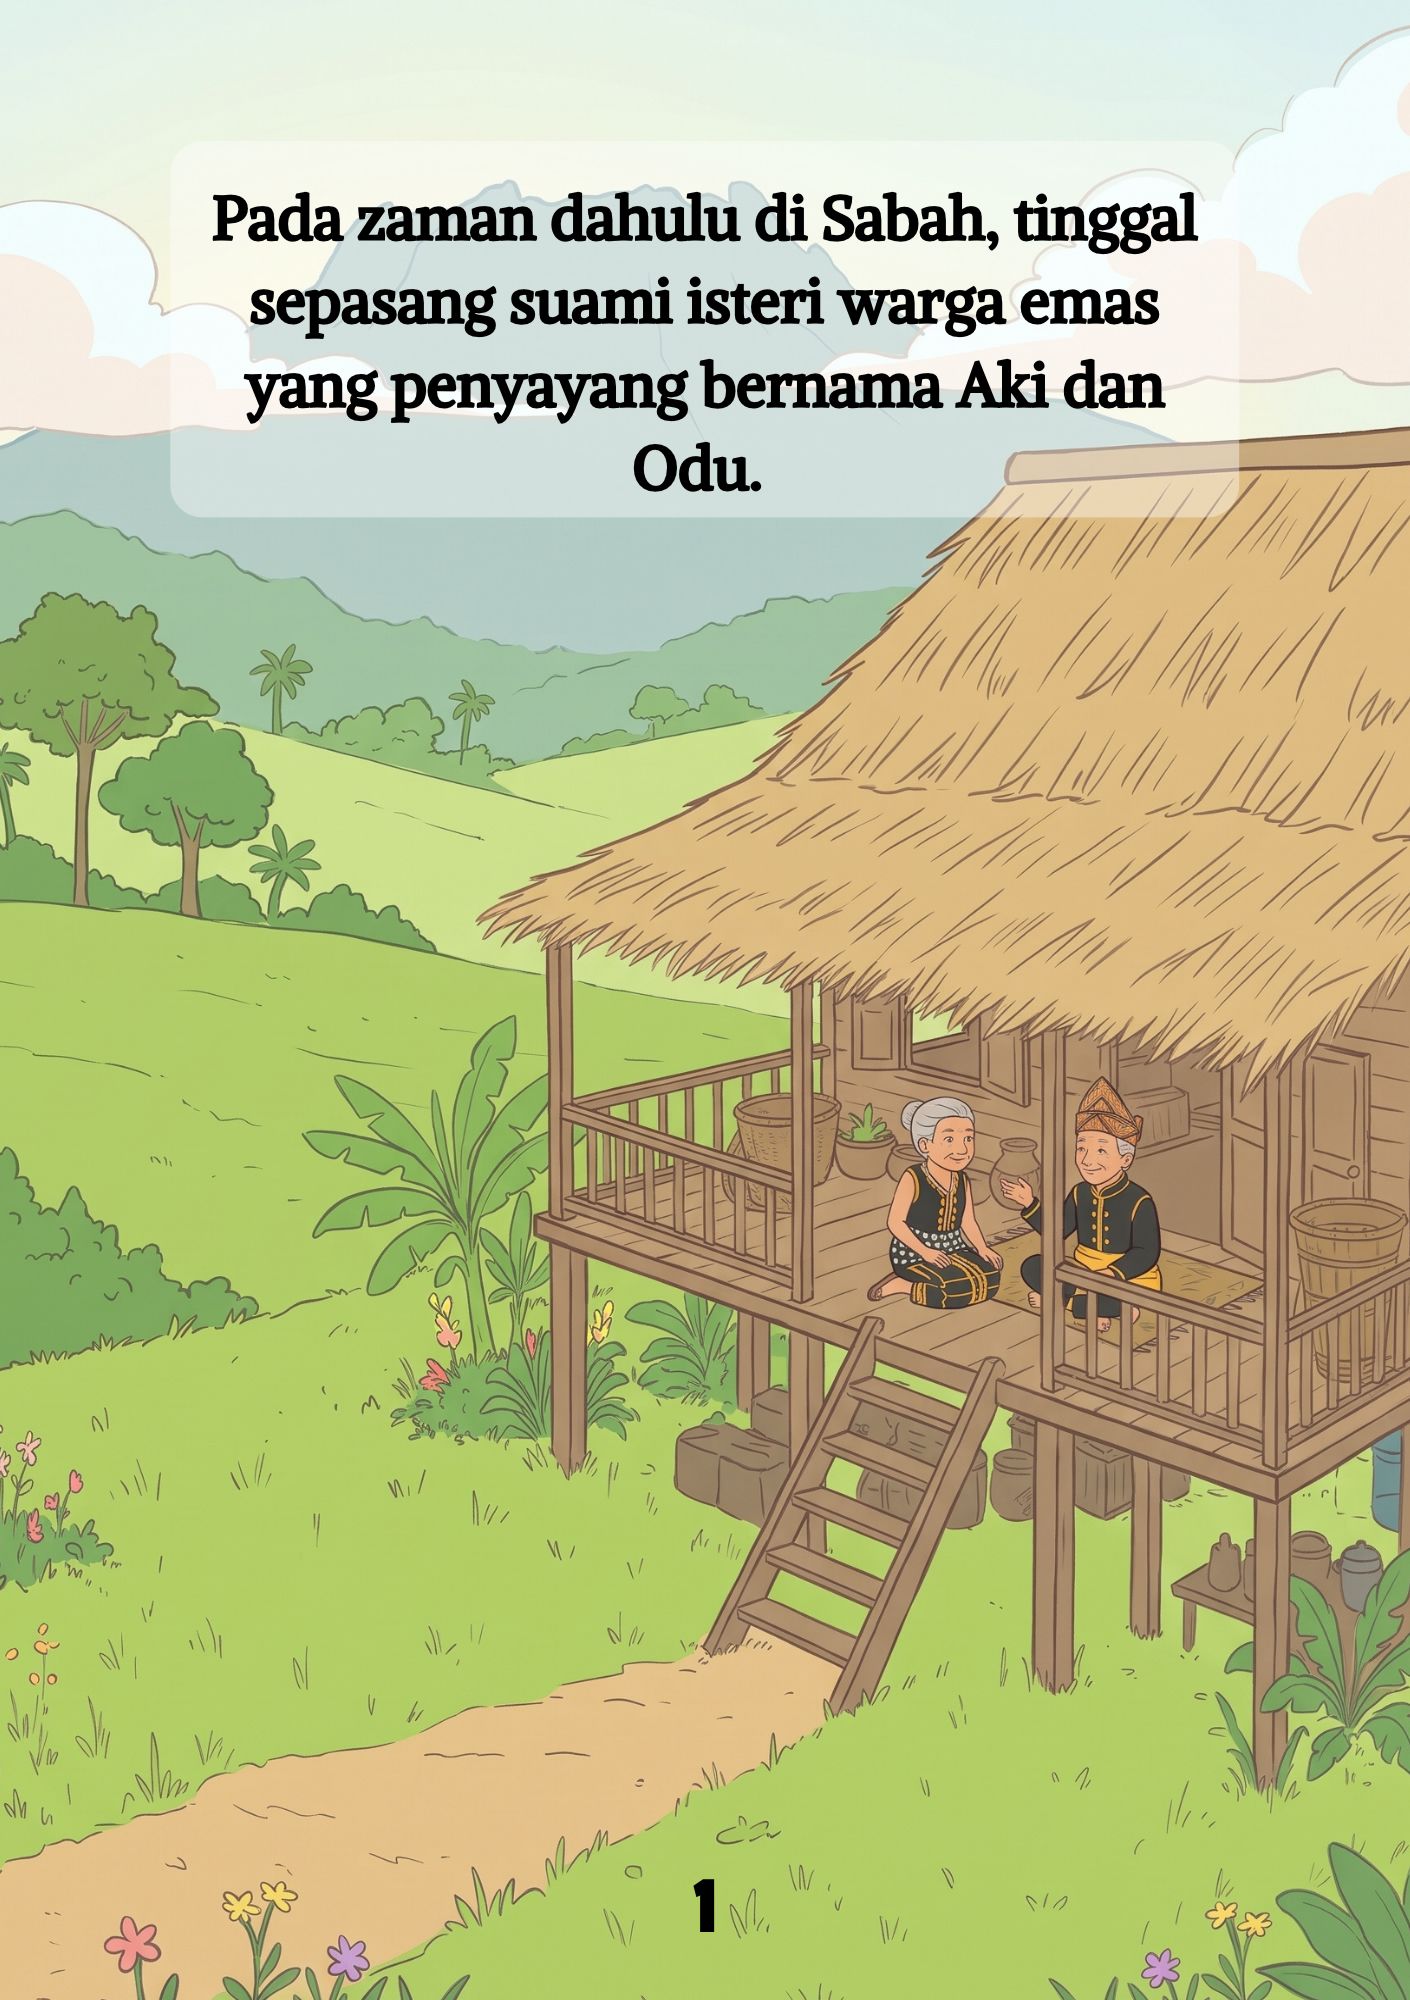 Pada zaman dahulu di Sabah, tinggal
sepasang suami isteri warga emas
yang penyayang bernama Aki dan
Odu.
1